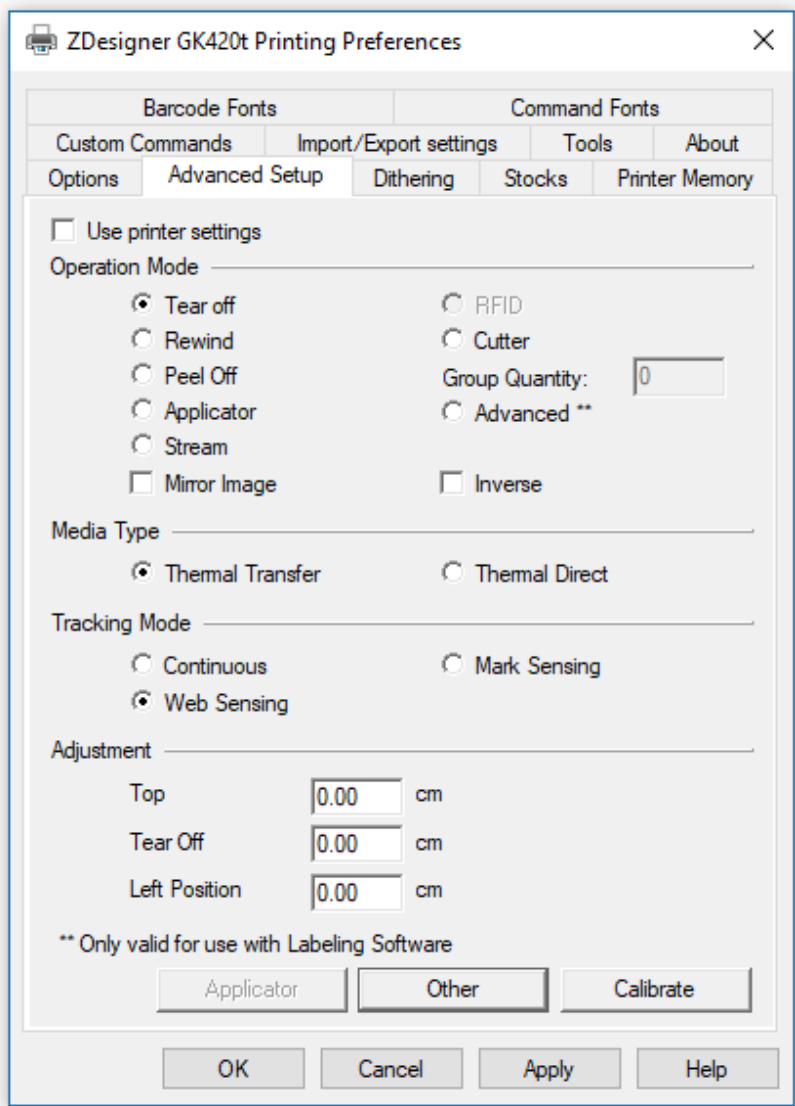 ZDesigner GK420t Printing Preferences
Barcode Fonts Command Fonts
Custom Commands Import/Export settings Tools About
Options Advanced Setup Dithering Stocks Printer Memory
Use printer settings
Operation Mode
Tear off RFID
Rewind Cutter
Peel Off Group Quantity: 0
Applicator Advanced **
Stream
Mirror Image Inverse
Media Type
Thermal Transfer Thermal Direct
Tracking Mode
Continuous Mark Sensing
Web Sensing
Adjustment
Top 0.00 cm
Tear Off 0.00 cm
Left Position 0.00 cm
** Only valid for use with Labeling Software
Applicator Other Calibrate
OK Cancel Apply Help